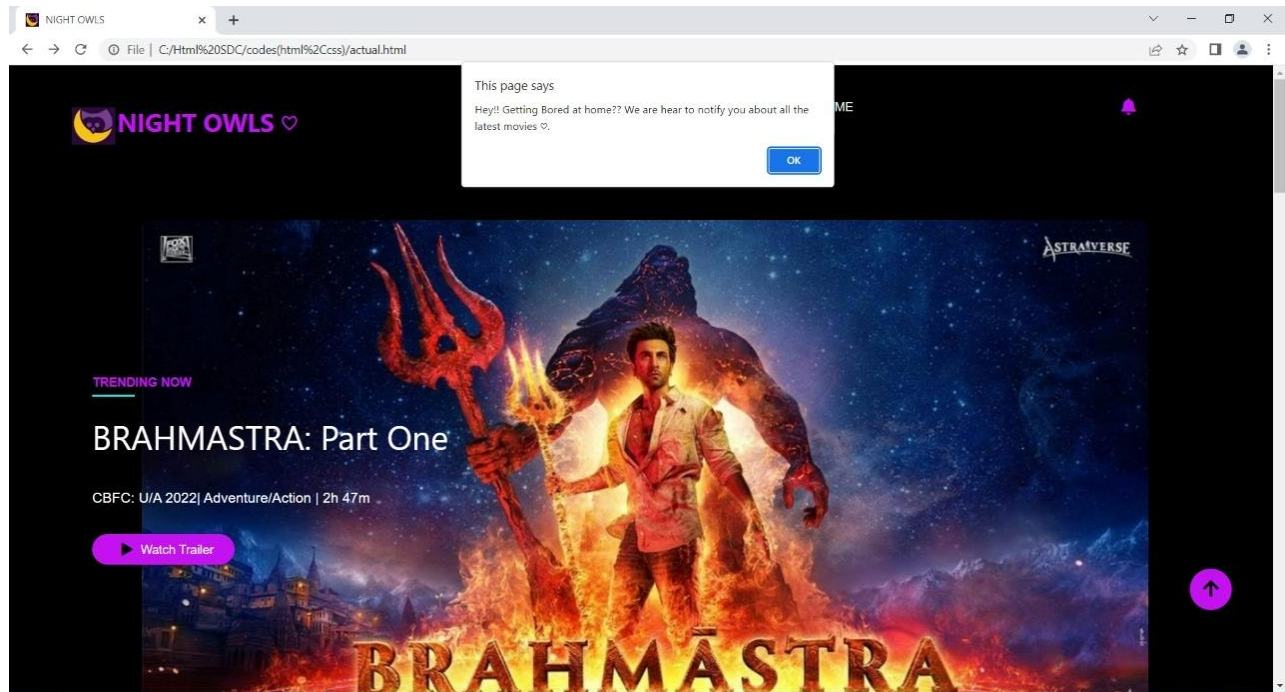 NIGHT OWLS
File | C:/Html%20SDC/codes(html%2Ccss)/actual.html
This page says
Hey!! Getting Bored at home?? We are hear to notify you about all the
latest movies ♡.
OK
ME
NIGHT OWLS ♡
ASTRAVERSE
TRENDING NOW
BRAHMASTRA: Part One
CBFC: U/A 2022| Adventure/Action | 2h 47m
Watch Trailer
BRAHMĀSTRA